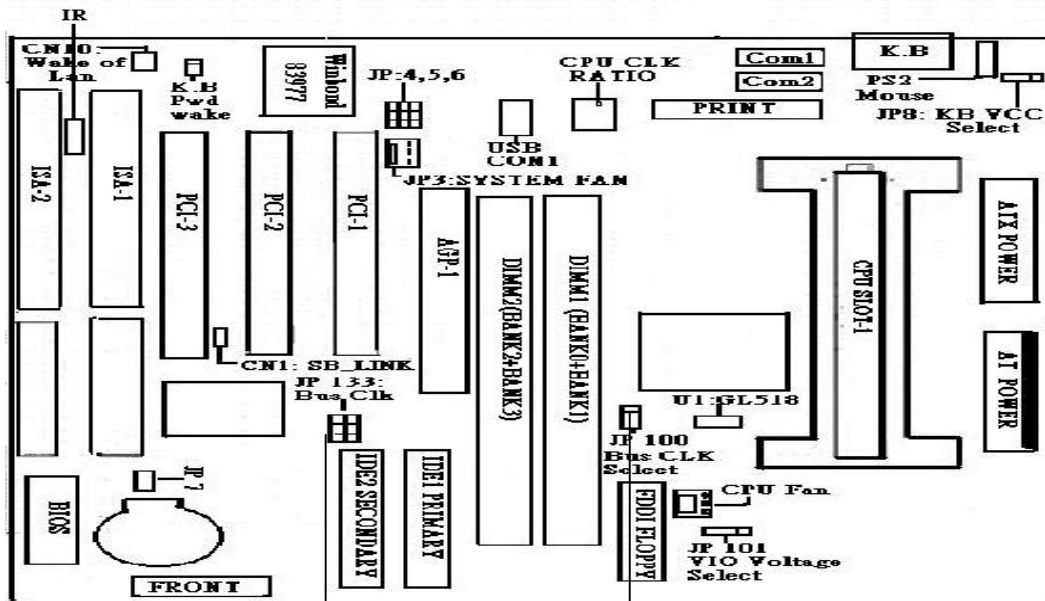 IR
CN10:
Wake of
Lan
K.B
Pwd
wake
Winbond
83977
JP:4,5,6
CPU CLK
RATIO
Com1
Com2
PRINT
K.B
PS2
Mouse
JP8: KB VCC
Select
USB
CON1
JP3:SYSTEM FAN
ISA-2
ISA-1
PCI-3
PCI-2
PCI-1
AGP-1
DIMM2(BANK2+BANK3)
DIMM1 (HANK0+HANK1)
CPU SLOT-1
ATX POWER
AT POWER
CN1: SB_LINK
JP 133:
Bus Clk
U1:GL518
JP 100
Bus CLK
Select
JP7
BIOS
FRONT
IDE2 SECONDARY
IDE1 PRIMARY
FDD1 FLOPPY
CPU Fan
JP 101
VIO Voltage
Select